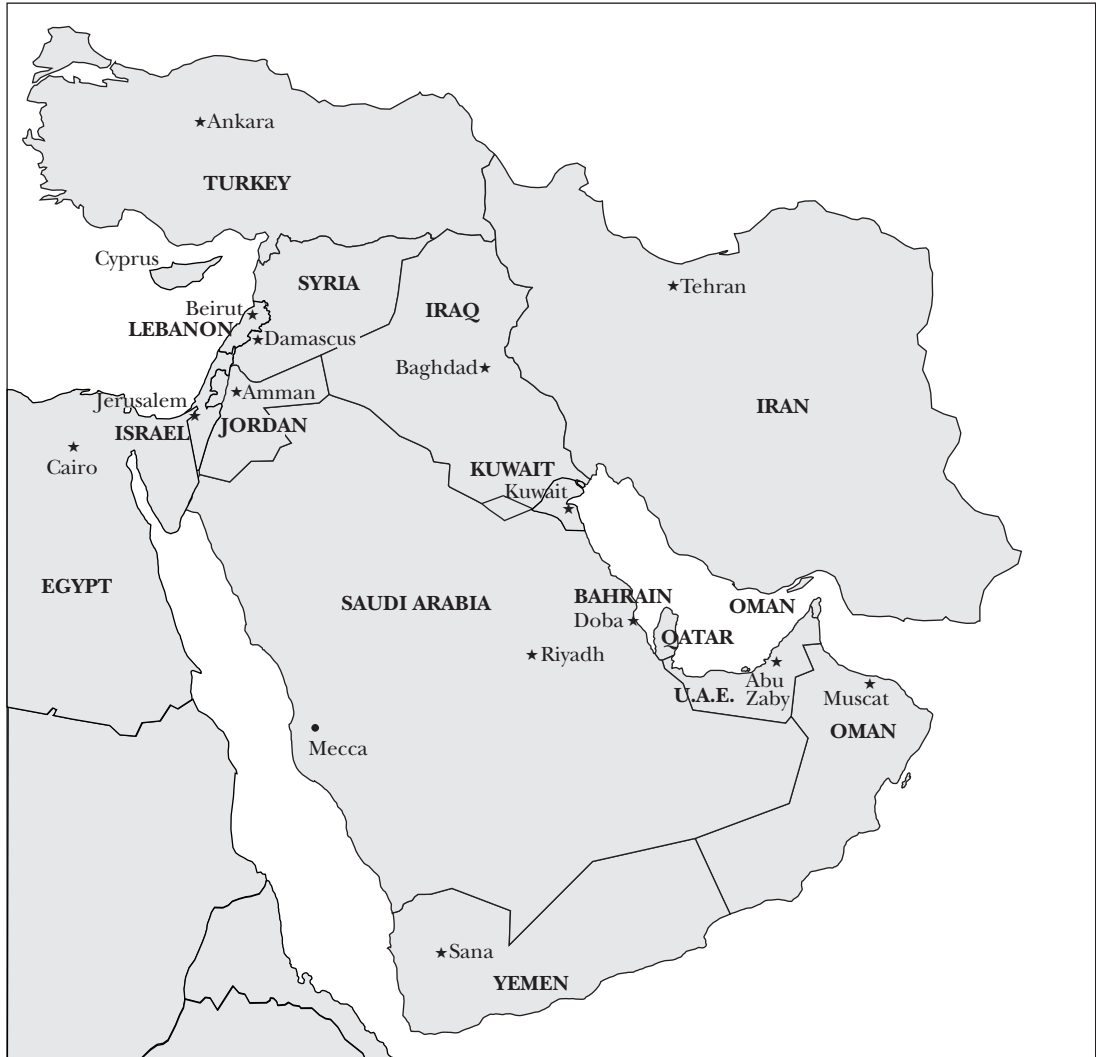 Ankara
TURKEY
Cyprus
SYRIA
Tehran
Beirut
LEBANON
IRAQ
Damascus
Baghdad
Amman
Jerusalem
IRAN
JORDAN
ISRAEL
Cairo
KUWAIT
Kuwait
EGYPT
BAHRAIN
SAUDI ARABIA
OMAN
Doba
QATAR
Riyadh
Abu
Zaby
U.A.E.
Muscat
OMAN
Mecca
Sana
YEMEN